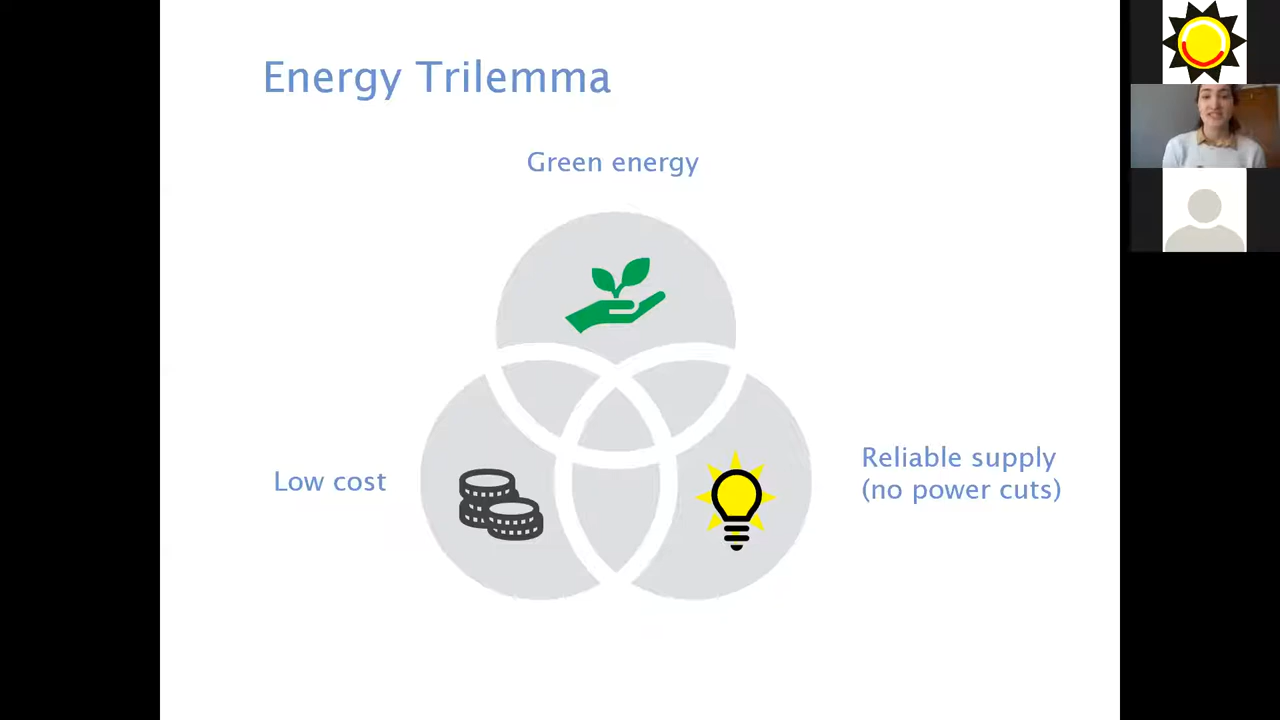 Energy Trilemma
Green energy
Low cost
Reliable supply
(no power cuts)